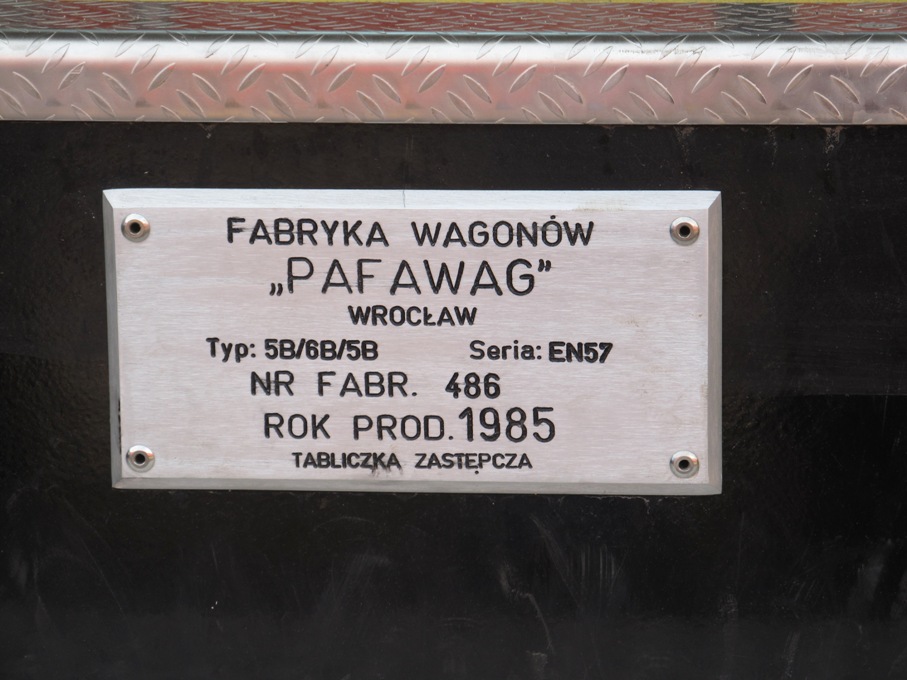 FABRYKA WAGONÓW
„PAFAWAG”
WROCŁAW
Typ: 5B/6B/5B Seria: EN57
NR FABR. 486
ROK PROD. 1985
TABLICZKA ZASTĘPCZA